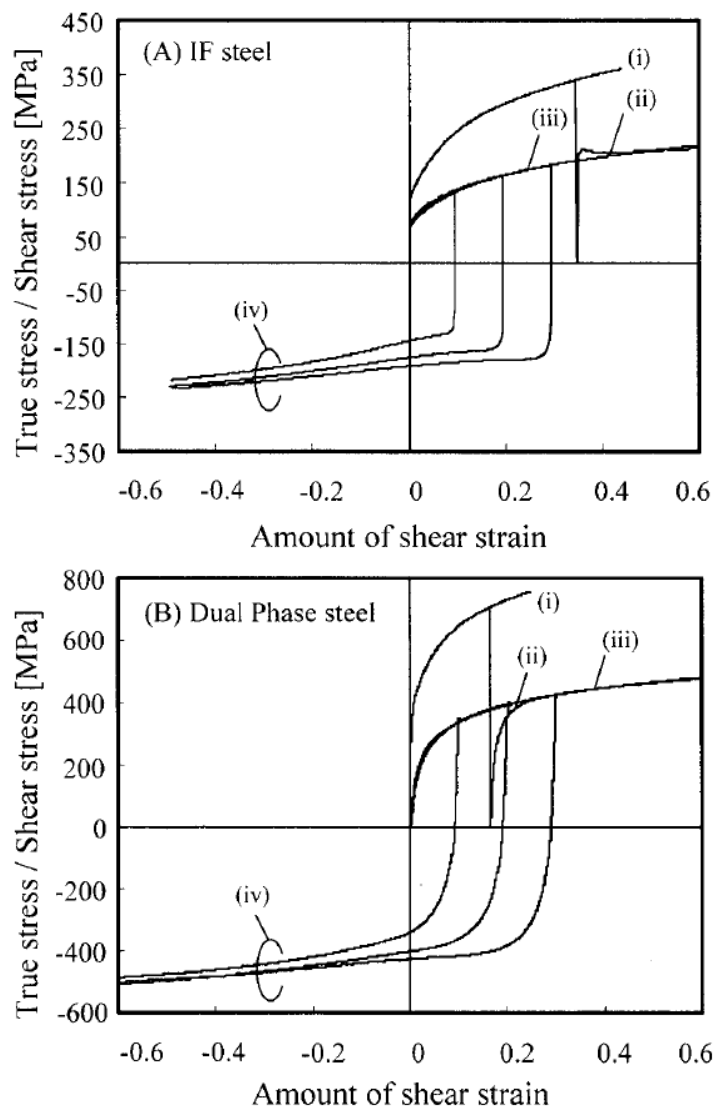 (A) IF steel
(i)
(ii)
(iii)
(iv)
450
350
250
150
50
-50
-150
-250
-350
True stress / Shear stress [MPa]
-0.6 -0.4 -0.2 0 0.2 0.4 0.6
Amount of shear strain
(B) Dual Phase steel
(i)
(ii)
(iii)
(iv)
800
600
400
200
0
-200
-400
-600
True stress / Shear stress [MPa]
-0.6 -0.4 -0.2 0 0.2 0.4 0.6
Amount of shear strain